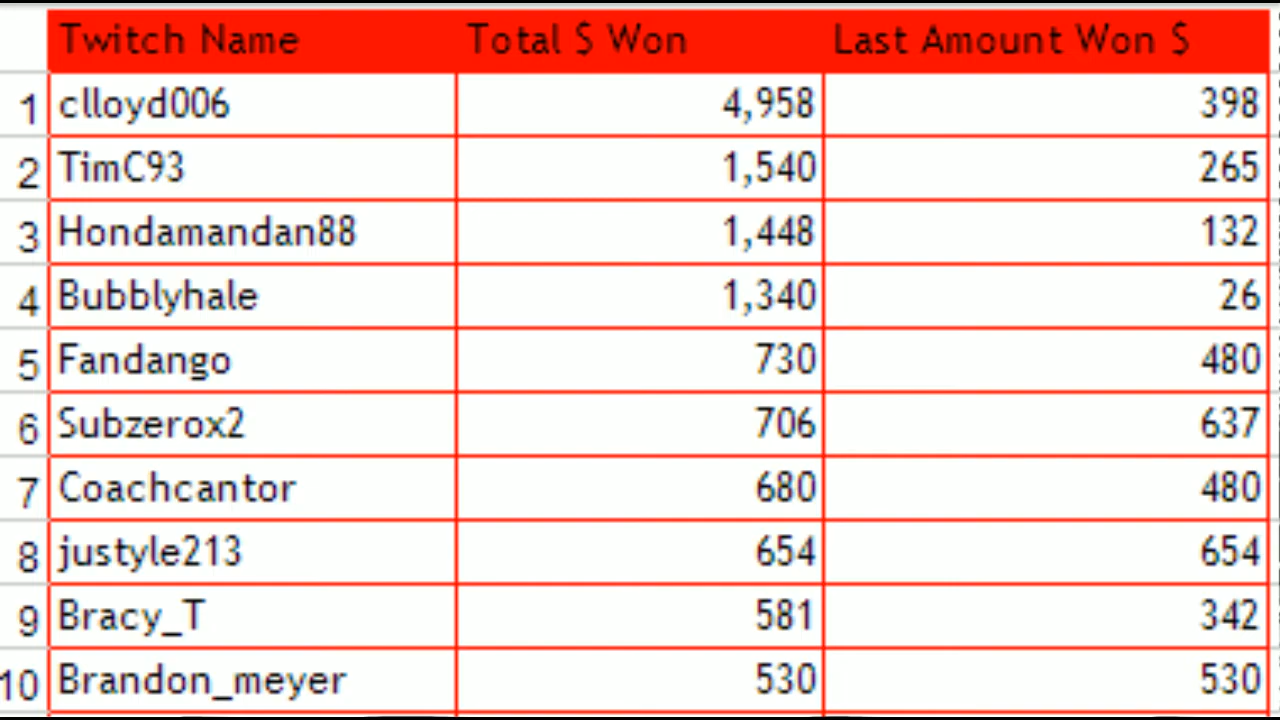 Twitch Name Total $ Won Last Amount Won $
1 clloyd006 4,958 398
2 TimC93 1,540 265
3 Hondamandan88 1,448 132
4 Bubblyhale 1,340 26
5 Fandango 730 480
6 Subzerox2 706 637
7 Coachcantor 680 480
8 justyle213 654 654
9 Bracy_T 581 342
10 Brandon_meyer 530 530